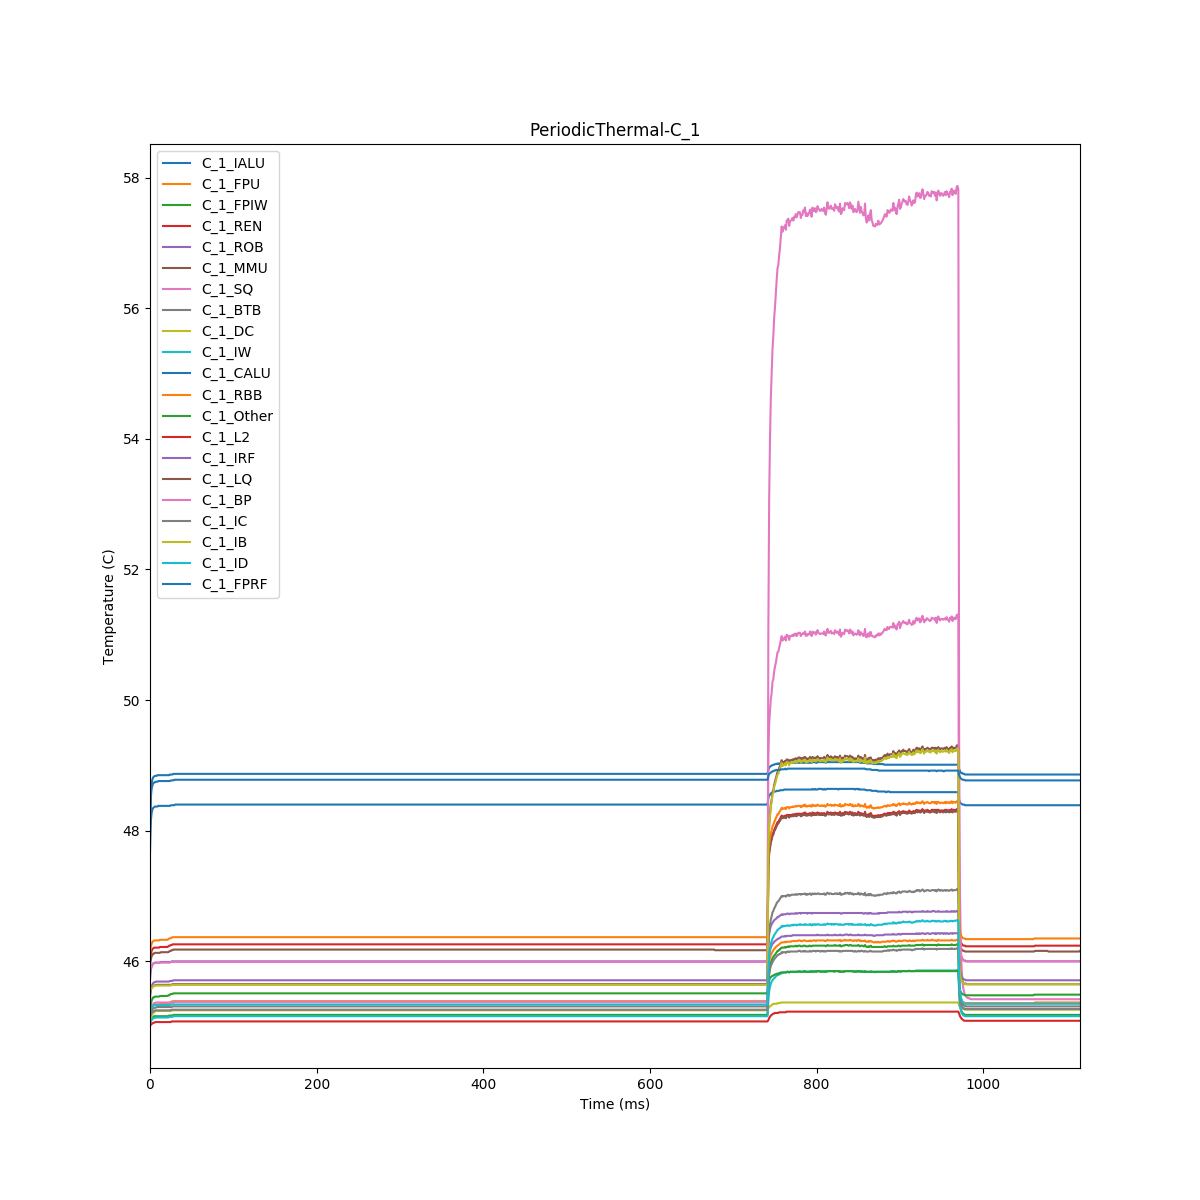 PeriodicThermal-C_1
C_1_IALU
C_1_FPU
C_1_FPIW
C_1_REN
C_1_ROB
C_1_MMU
C_1_SQ
C_1_BTB
C_1_DC
C_1_IW
C_1_CALU
C_1_RBB
C_1_Other
C_1_L2
C_1_IRF
C_1_LQ
C_1_BP
C_1_IC
C_1_IB
C_1_ID
C_1_FPRF
Temperature (C)
58
56
54
52
50
48
46
0 200 400 600 800 1000
Time (ms)